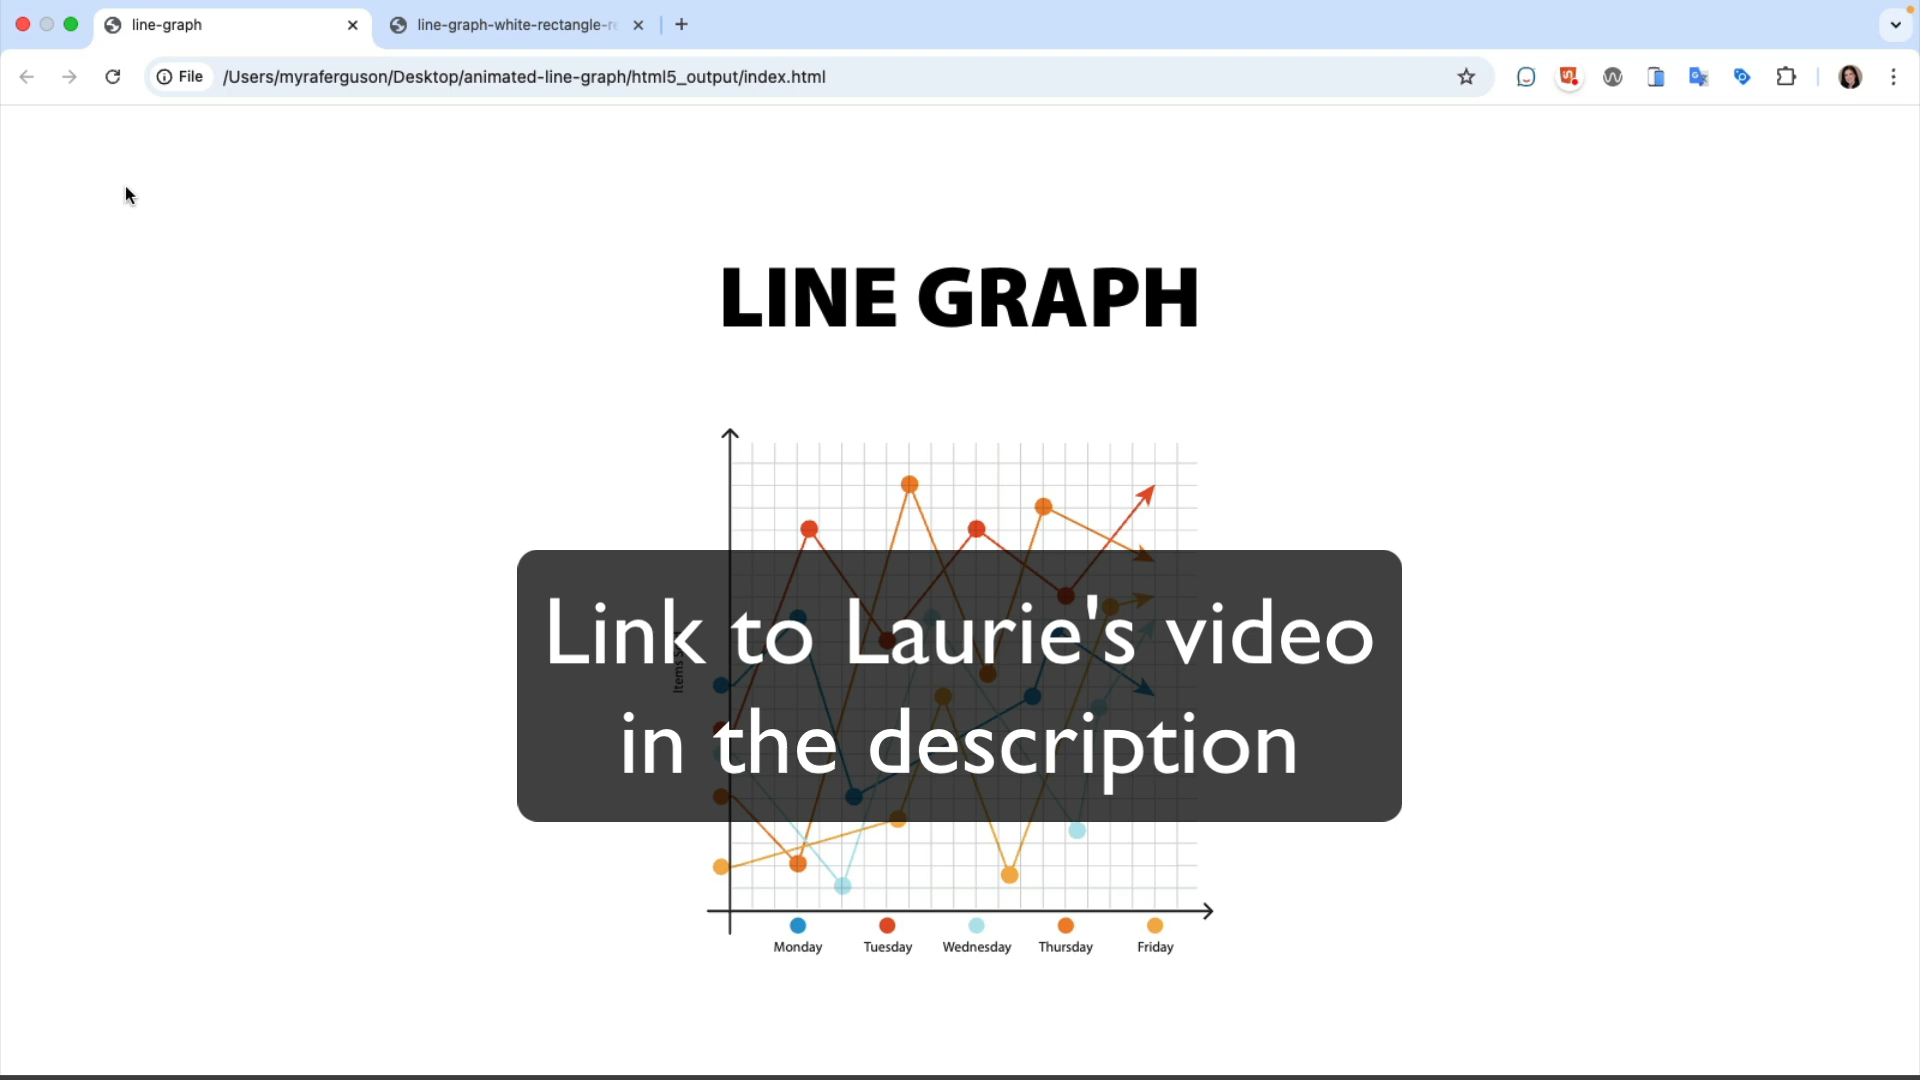 line-graph
line-graph-white-rectangle-r
File
/Users/myraferguson/Desktop/animated-line-graph/html5_output/index.html
LINE GRAPH
Link to Laurie's video
in the description
Items
Monday Tuesday Wednesday Thursday Friday